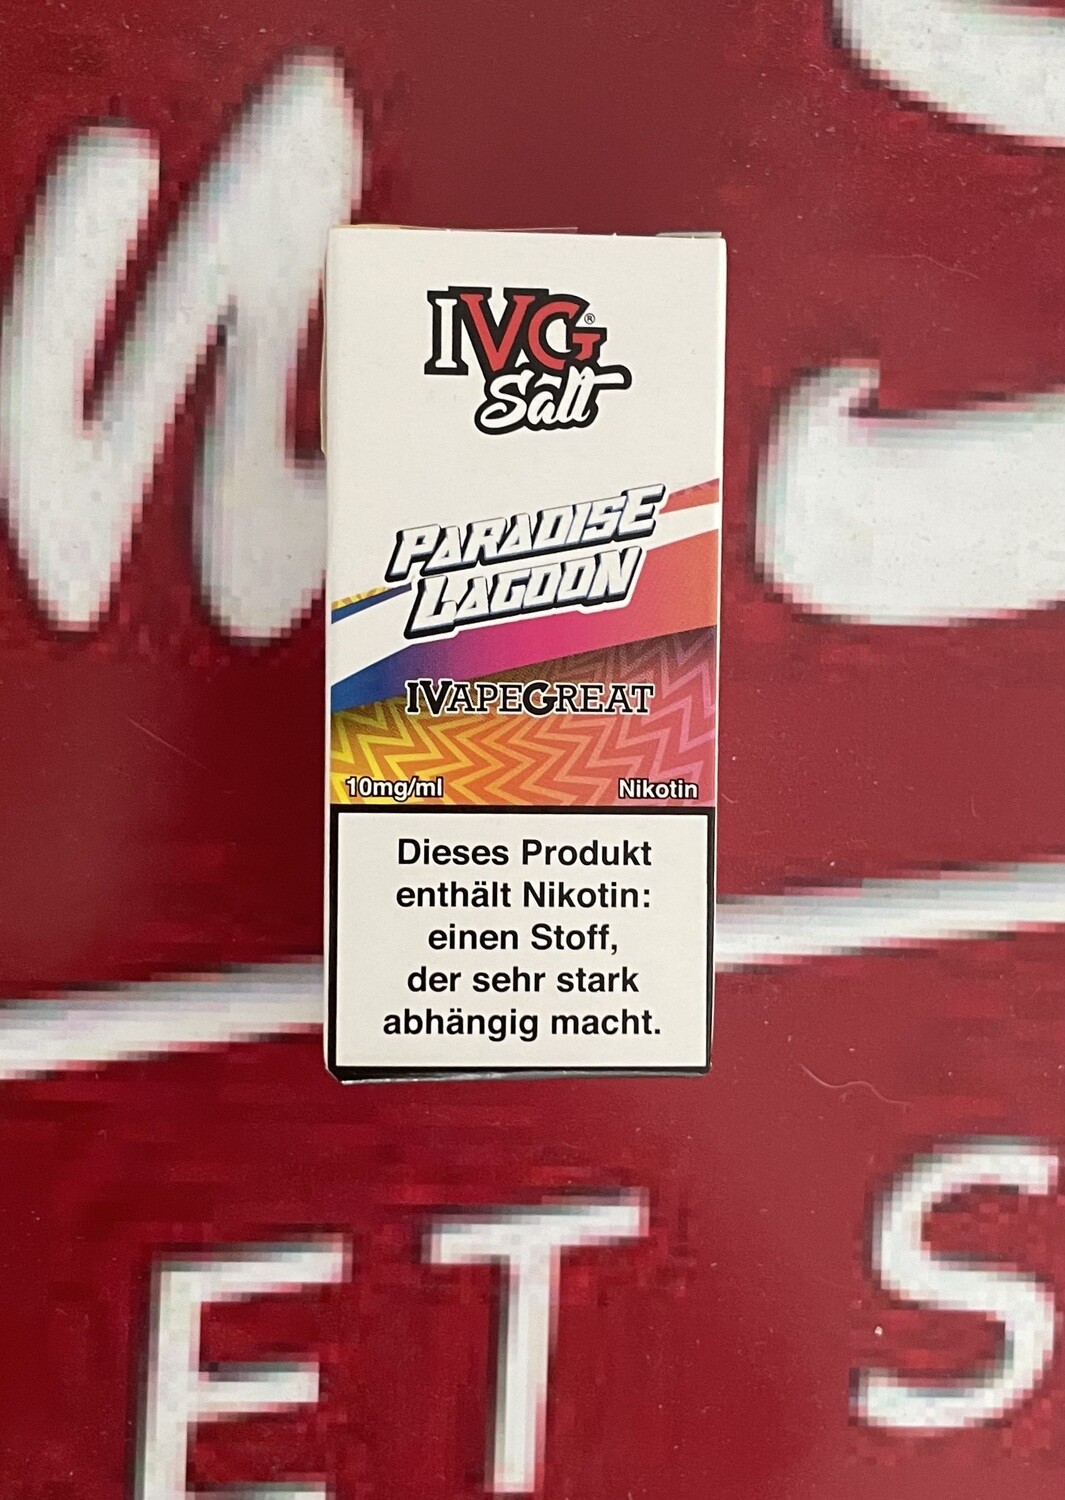 IVG®
Salt
PARADISE
LAGOON
IVAPEGREAT
10mg/ml Nikotin
Dieses Produkt
enthält Nikotin:
einen Stoff,
der sehr stark
abhängig macht.
ET S